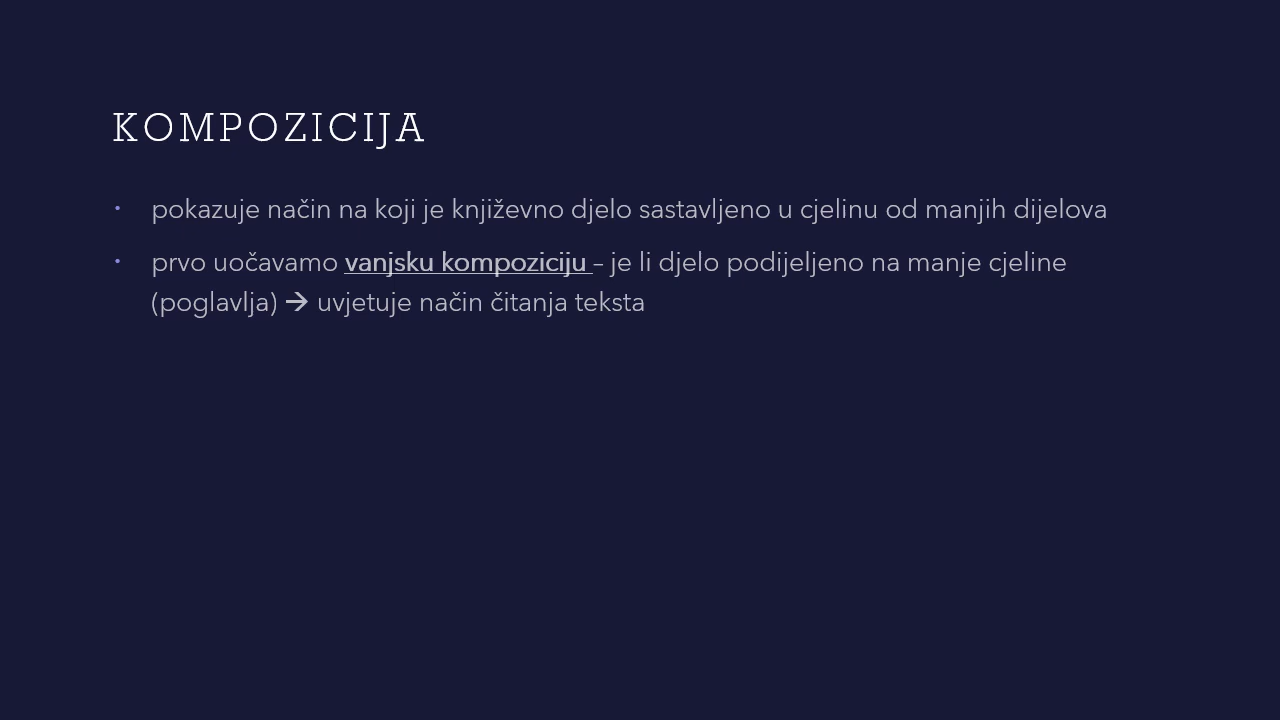 KOMPOZICIJA
• pokazuje način na koji je književno djelo sastavljeno u cjelinu od manjih dijelova
• prvo uočavamo vanjsku kompoziciju – je li djelo podijeljeno na manje cjeline
(poglavlja) → uvjetuje način čitanja teksta